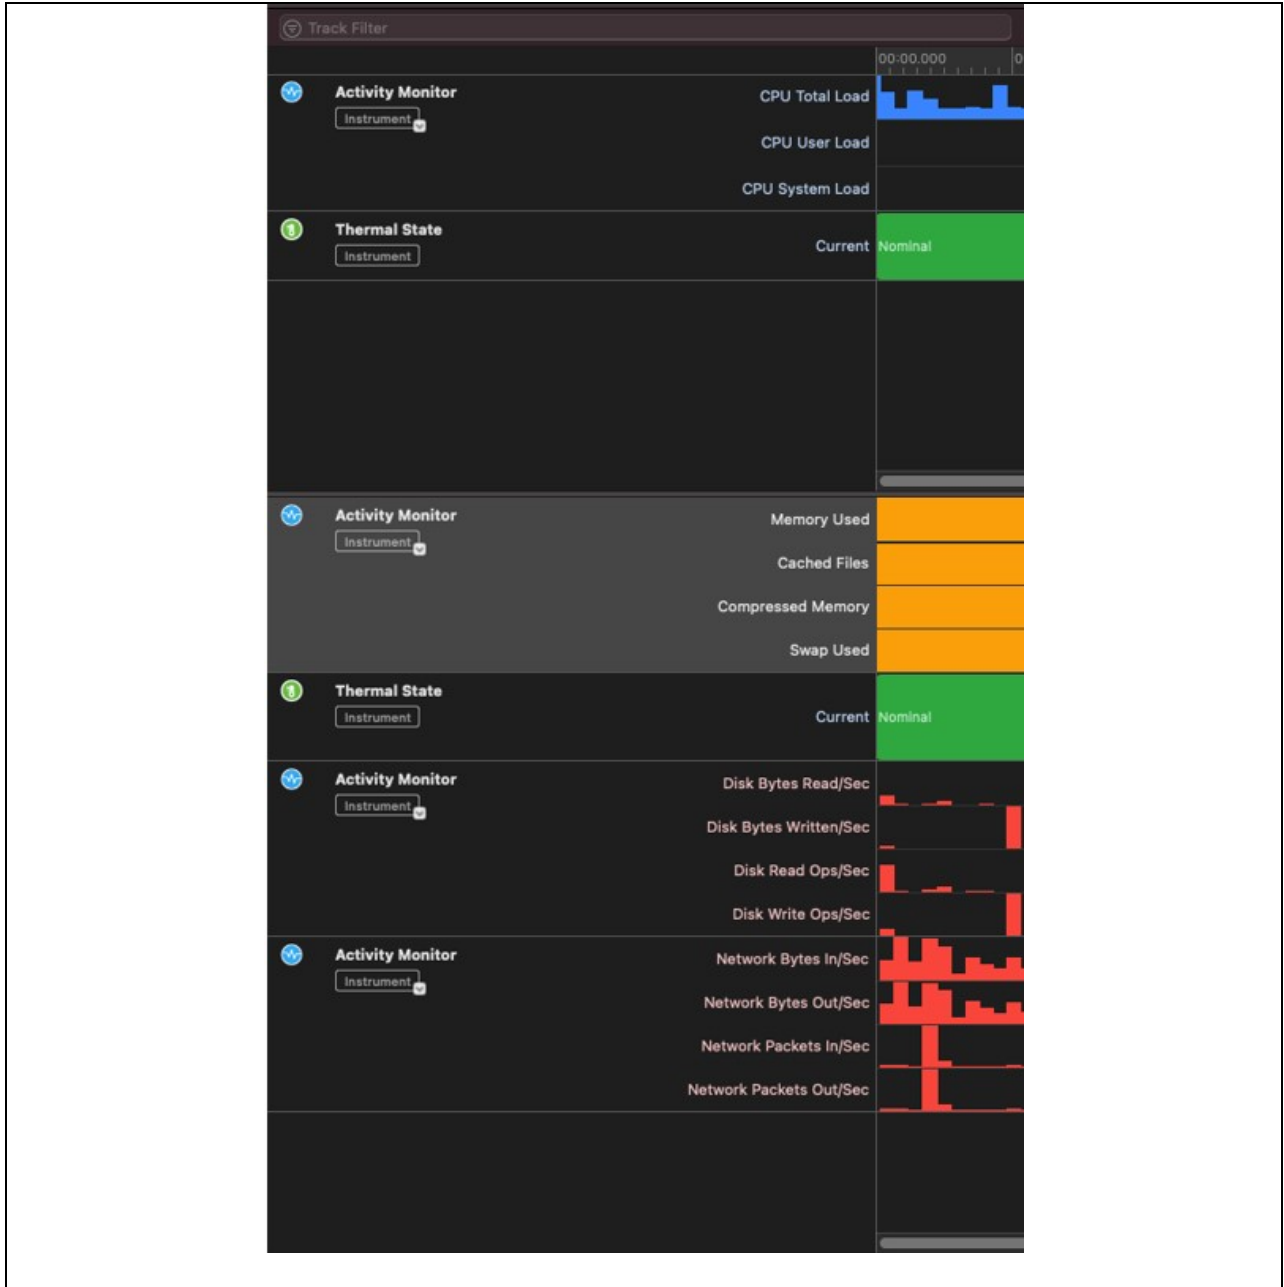 Track Filter
00:00.000 0
Activity Monitor CPU Total Load
Instrument
CPU User Load
CPU System Load
Thermal State
Instrument Current Nominal
Activity Monitor Memory Used
Instrument
Cached Files
Compressed Memory
Swap Used
Thermal State
Instrument Current Nominal
Activity Monitor Disk Bytes Read/Sec
Instrument
Disk Bytes Written/Sec
Disk Read Ops/Sec
Disk Write Ops/Sec
Activity Monitor Network Bytes In/Sec
Instrument
Network Bytes Out/Sec
Network Packets In/Sec
Network Packets Out/Sec